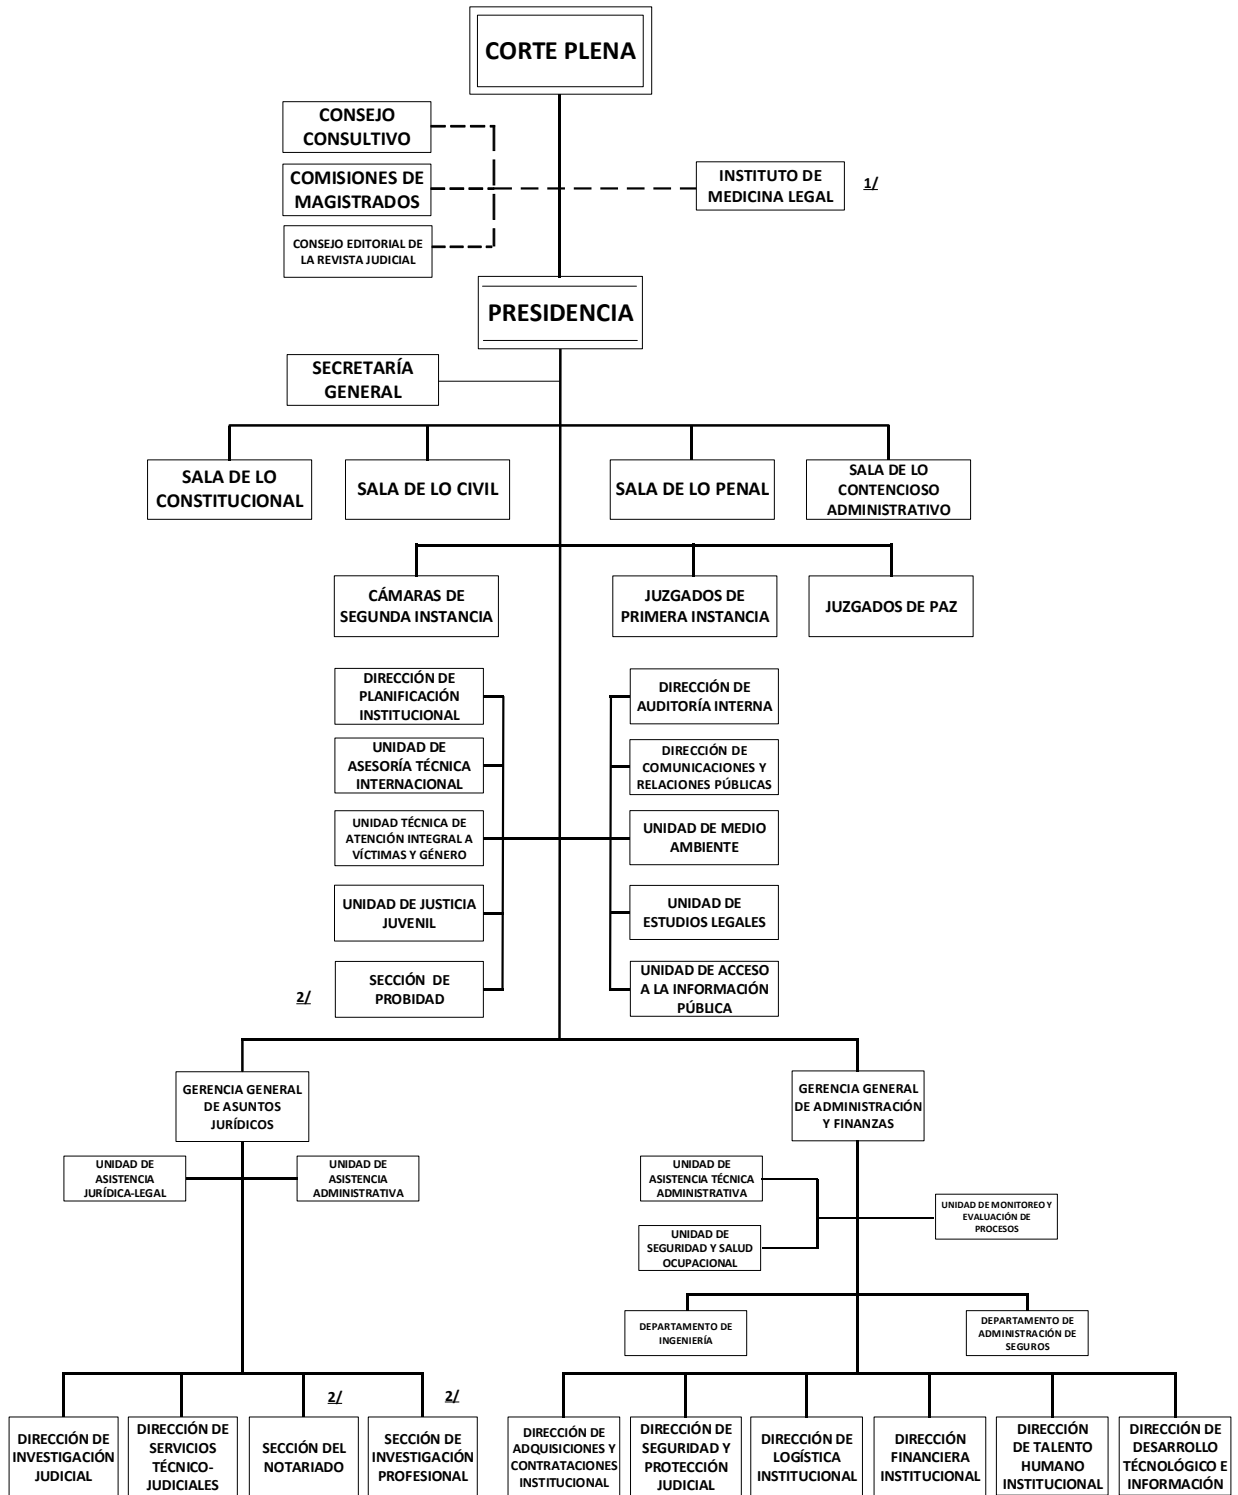 CORTE PLENA
CONSEJO
CONSULTIVO
COMISIONES DE
MAGISTRADOS
CONSEJO EDITORIAL DE
LA REVISTA JUDICIAL
INSTITUTO DE
MEDICINA LEGAL
1/
PRESIDENCIA
SECRETARÍA
GENERAL
SALA DE LO
CONSTITUCIONAL
SALA DE LO CIVIL
SALA DE LO PENAL
SALA DE LO
CONTENCIOSO
ADMINISTRATIVO
CÁMARAS DE
SEGUNDA INSTANCIA
JUZGADOS DE
PRIMERA INSTANCIA
JUZGADOS DE PAZ
DIRECCIÓN DE
PLANIFICACIÓN
INSTITUCIONAL
UNIDAD DE
ASESORÍA TÉCNICA
INTERNACIONAL
UNIDAD TÉCNICA DE
ATENCIÓN INTEGRAL A
VÍCTIMAS Y GÉNERO
UNIDAD DE JUSTICIA
JUVENIL
2/
SECCIÓN DE
PROBIDAD
DIRECCIÓN DE
AUDITORÍA INTERNA
DIRECCIÓN DE
COMUNICACIONES Y
RELACIONES PÚBLICAS
UNIDAD DE MEDIO
AMBIENTE
UNIDAD DE
ESTUDIOS LEGALES
UNIDAD DE ACCESO
A LA INFORMACIÓN
PÚBLICA
GERENCIA GENERAL
DE ASUNTOS
JURÍDICOS
UNIDAD DE
ASISTENCIA
JURÍDICA-LEGAL
UNIDAD DE
ASISTENCIA
ADMINISTRATIVA
GERENCIA GENERAL
DE ADMINISTRACIÓN
Y FINANZAS
UNIDAD DE
ASISTENCIA TÉCNICA
ADMINISTRATIVA
UNIDAD DE
SEGURIDAD Y SALUD
OCUPACIONAL
UNIDAD DE MONITOREO Y
EVALUACIÓN DE
PROCESOS
DEPARTAMENTO DE
INGENIERÍA
DEPARTAMENTO DE
ADMINISTRACIÓN DE
SEGUROS
DIRECCIÓN DE
INVESTIGACIÓN
JUDICIAL
DIRECCIÓN DE
SERVICIOS
TÉCNICO-
JUDICIALES
2/
SECCIÓN DEL
NOTARIADO
2/
SECCIÓN DE
INVESTIGACIÓN
PROFESIONAL
DIRECCIÓN DE
ADQUISICIONES Y
CONTRATACIONES
INSTITUCIONAL
DIRECCIÓN DE
SEGURIDAD Y
PROTECCIÓN
JUDICIAL
DIRECCIÓN DE
LOGÍSTICA
INSTITUCIONAL
DIRECCIÓN
FINANCIERA
INSTITUCIONAL
DIRECCIÓN
DE TALENTO
HUMANO
INSTITUCIONAL
DIRECCIÓN DE
DESARROLLO
TÉCNOLÓGICO E
INFORMACIÓN